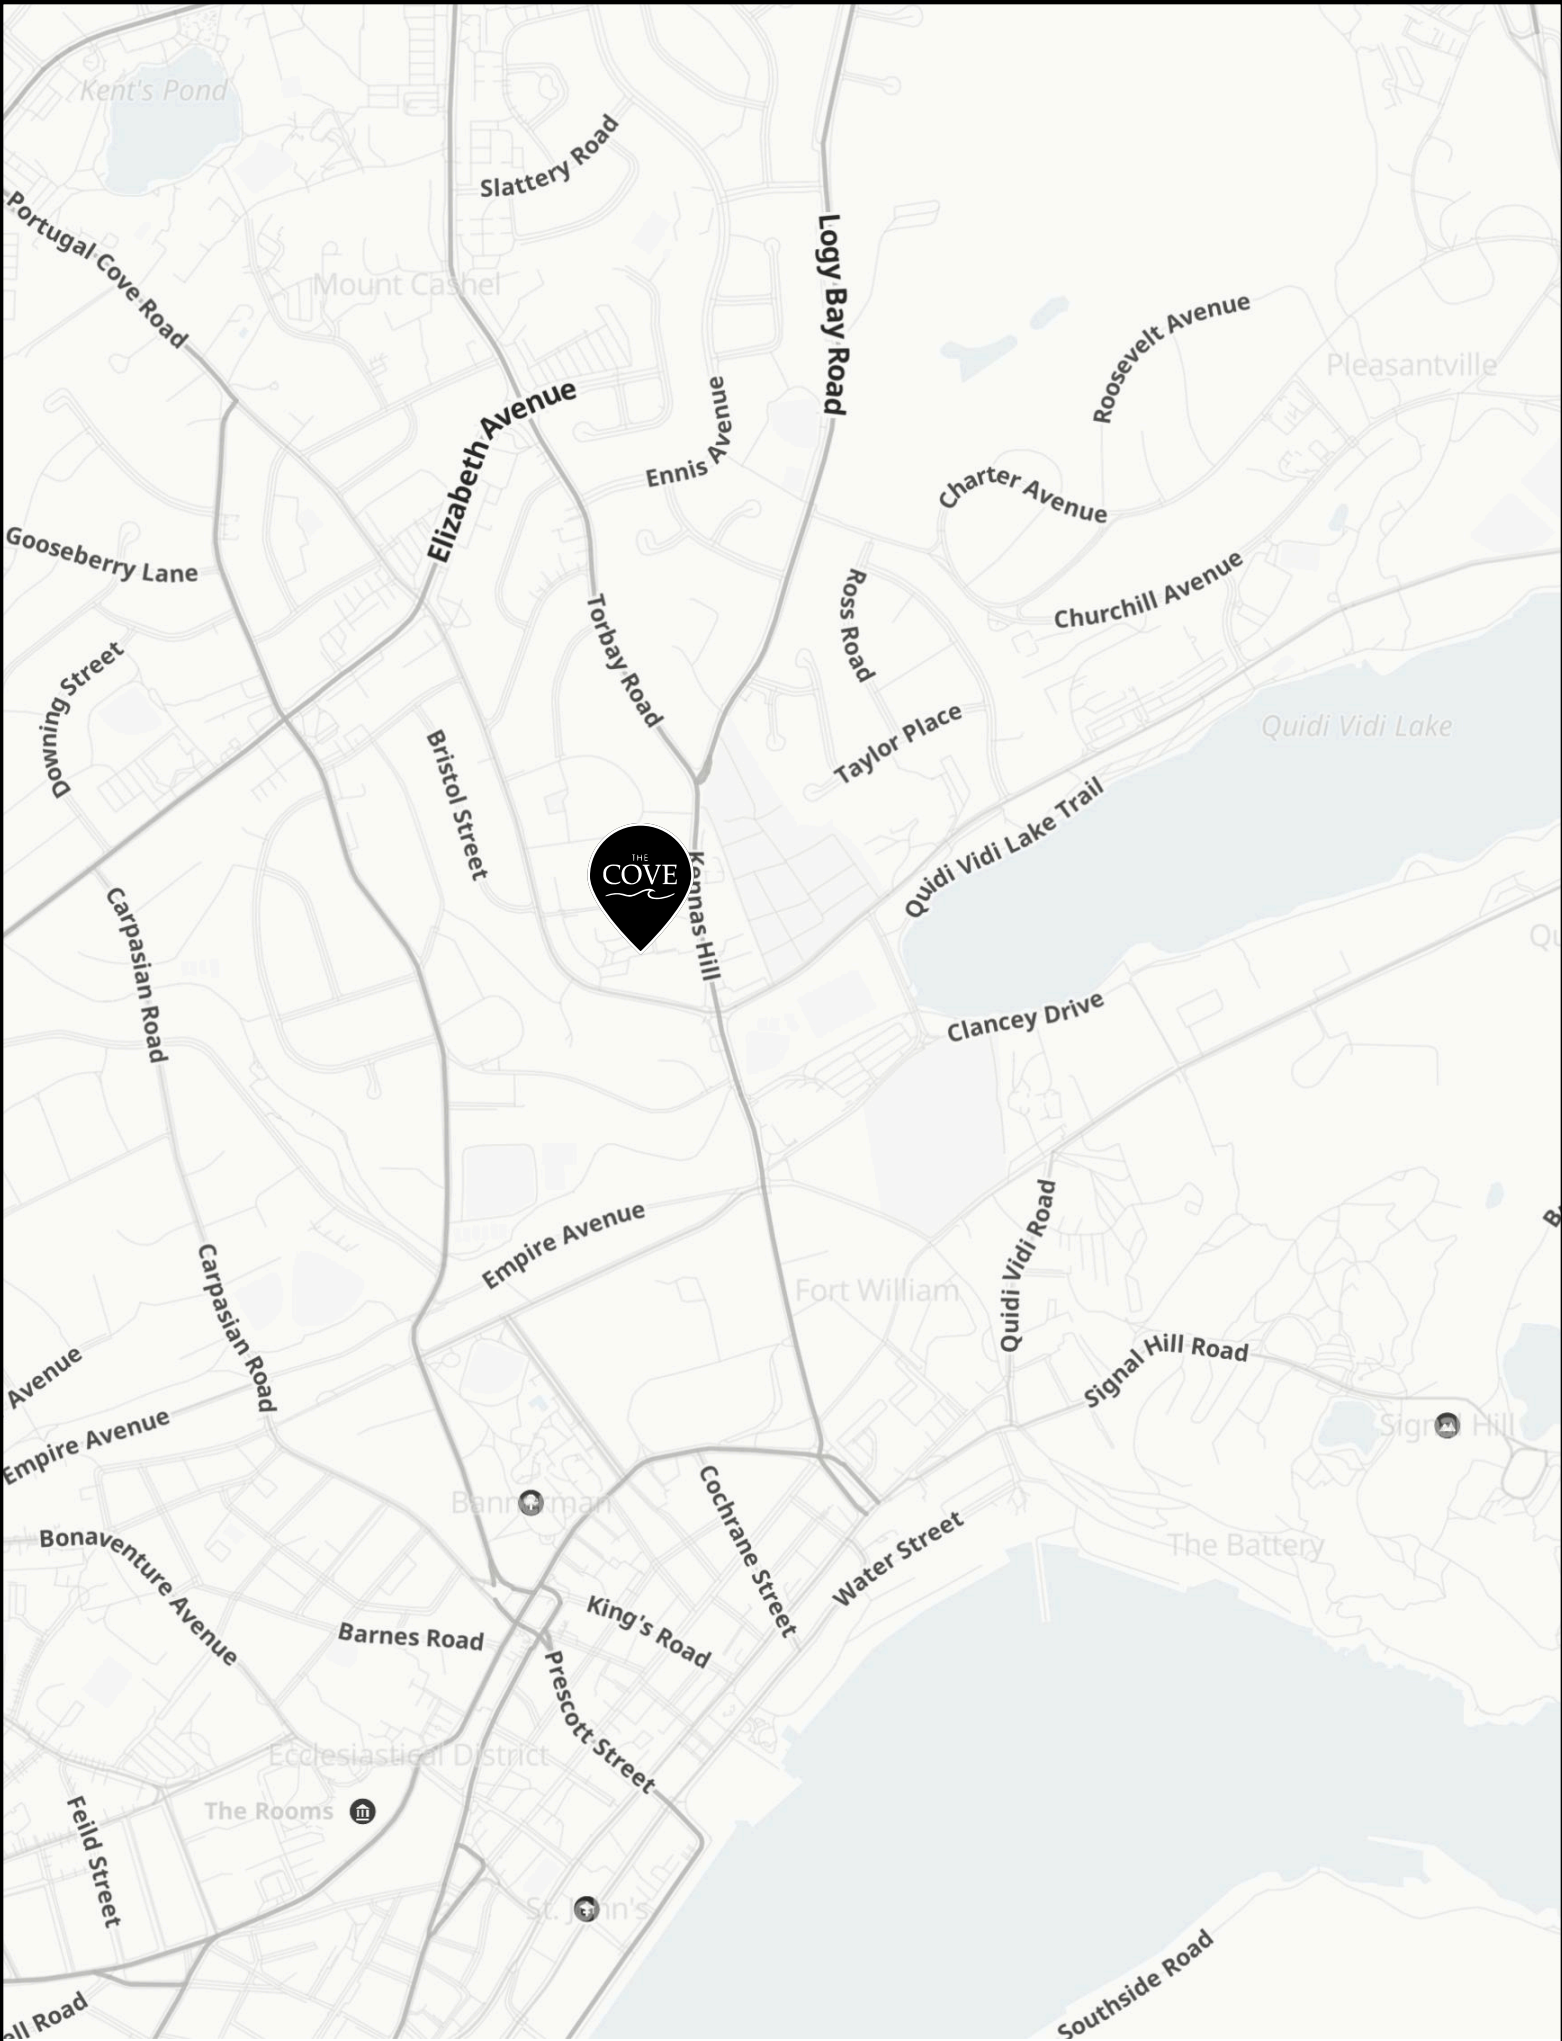 Kent's Pond
Slattery Road
Portugal Cove Road
Mount Cashel
Logy Bay Road
Roosevelt Avenue
Pleasantville
Elizabeth Avenue
Ennis Avenue
Charter Avenue
Gooseberry Lane
Churchill Avenue
Ross Road
Torbay Road
Downing Street
Quidi Vidi Lake
Taylor Place
Bristol Street
Quidi Vidi Lake Trail
THE
COVE
Kennas Hill
Carpasian Road
Qu
Clancey Drive
Empire Avenue
Quidi Vidi Road
B
Carpasian Road
Fort William
Signal Hill Road
Avenue
Empire Avenue
Signal Hill
Bannerman
Cochrane Street
Water Street
The Battery
Bonaventure Avenue
King's Road
Barnes Road
Prescott Street
Ecclesiastical District
The Rooms
Feild Street
St. John's
Southside Road
ell Road